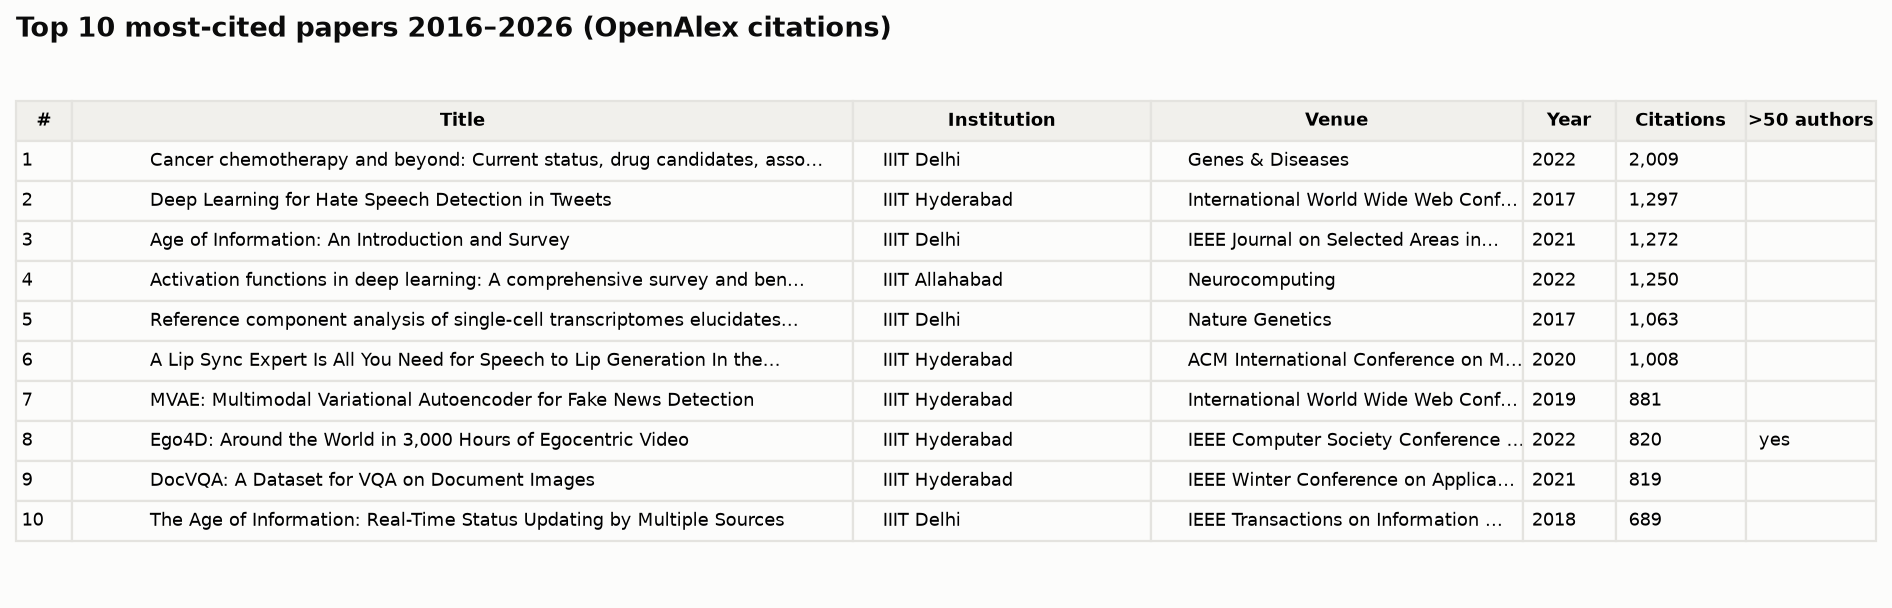 Top 10 most-cited papers 2016–2026 (OpenAlex citations)
# Title Institution Venue Year Citations >50 authors
1 Cancer chemotherapy and beyond: Current status, drug candidates, asso… IIIT Delhi Genes & Diseases 2022 2,009
2 Deep Learning for Hate Speech Detection in Tweets IIIT Hyderabad International World Wide Web Conf… 2017 1,297
3 Age of Information: An Introduction and Survey IIIT Delhi IEEE Journal on Selected Areas in… 2021 1,272
4 Activation functions in deep learning: A comprehensive survey and ben… IIIT Allahabad Neurocomputing 2022 1,250
5 Reference component analysis of single-cell transcriptomes elucidates… IIIT Delhi Nature Genetics 2017 1,063
6 A Lip Sync Expert Is All You Need for Speech to Lip Generation In the… IIIT Hyderabad ACM International Conference on M… 2020 1,008
7 MVAE: Multimodal Variational Autoencoder for Fake News Detection IIIT Hyderabad International World Wide Web Conf… 2019 881
8 Ego4D: Around the World in 3,000 Hours of Egocentric Video IIIT Hyderabad IEEE Computer Society Conference … 2022 820 yes
9 DocVQA: A Dataset for VQA on Document Images IIIT Hyderabad IEEE Winter Conference on Applica… 2021 819
10 The Age of Information: Real-Time Status Updating by Multiple Sources IIIT Delhi IEEE Transactions on Information … 2018 689